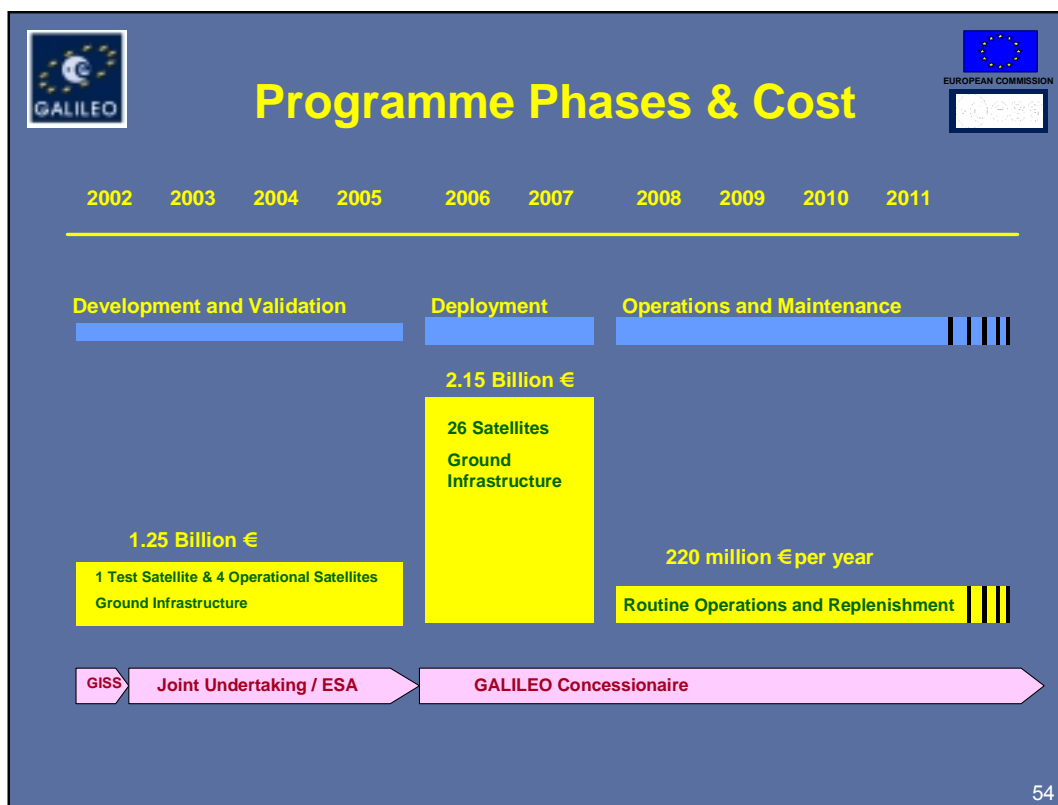 GALILEO
Programme Phases & Cost
EUROPEAN COMMISSION
2002 2003 2004 2005 2006 2007 2008 2009 2010 2011
Development and Validation
Deployment
Operations and Maintenance
2.15 Billion €
26 Satellites
Ground
Infrastructure
1.25 Billion €
1 Test Satellite & 4 Operational Satellites
Ground Infrastructure
220 million €per year
Routine Operations and Replenishment
GISS
Joint Undertaking / ESA
GALILEO Concessionaire
54